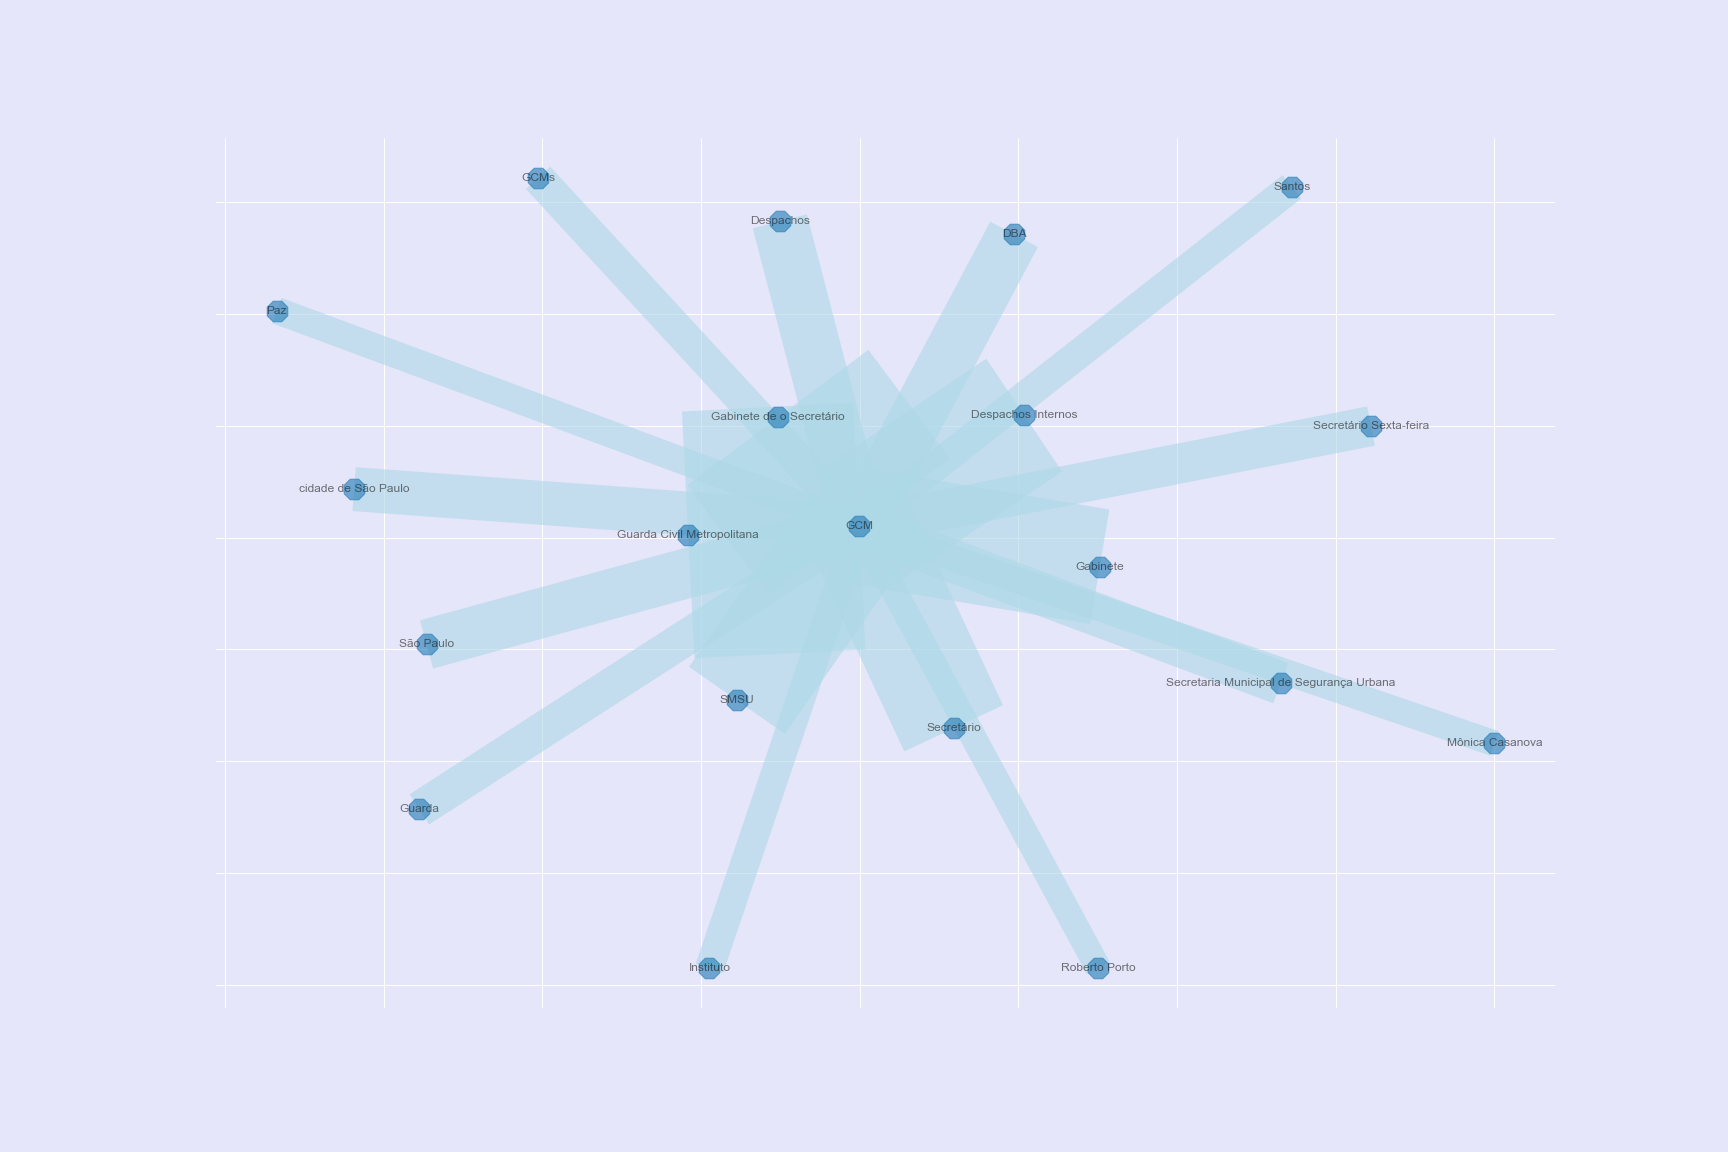 GCMs
Santos
Despachos
DBA
Paz
Despachos Internos
Gabinete de o Secretário
Secretário Sexta-feira
cidade de São Paulo
GCM
Guarda Civil Metropolitana
Gabinete
São Paulo
Secretaria Municipal de Segurança Urbana
SMSU
Secretário
Mônica Casanova
Guarda
Instituto
Roberto Porto